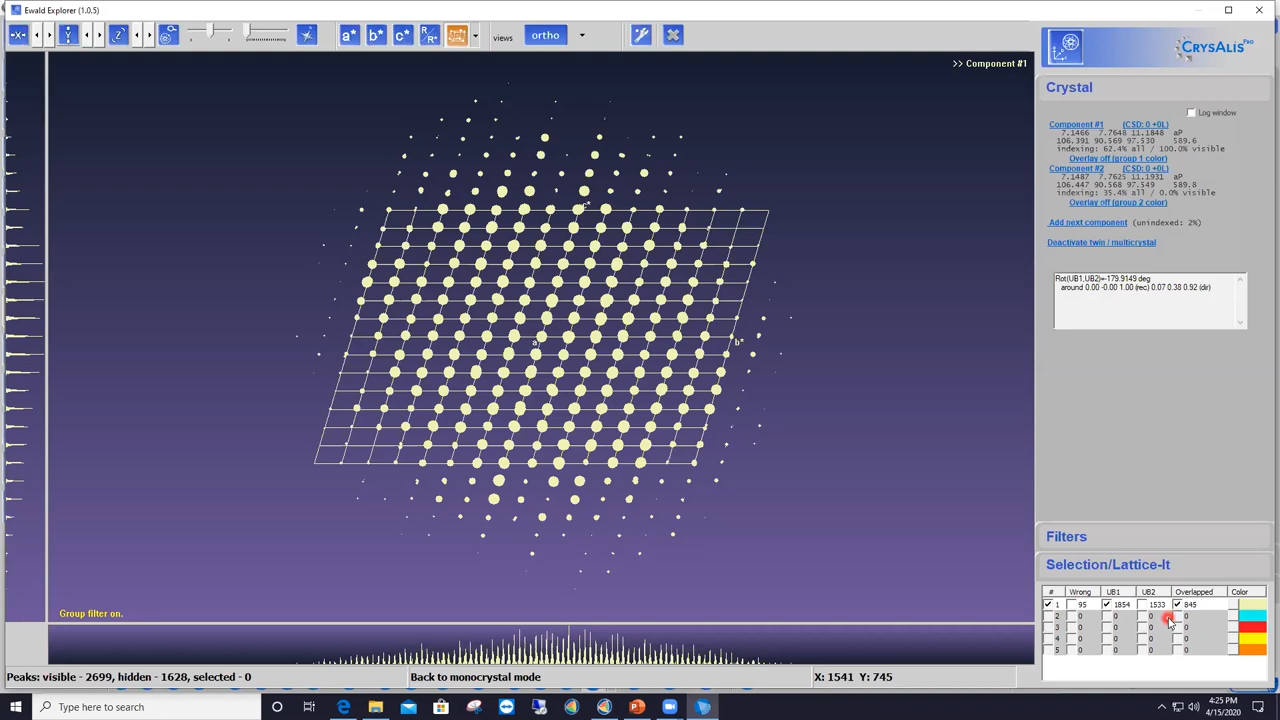 Ewald Explorer (1.0.5)
a* b* c* R/R* views ortho
>> Component #1
a b* c*
Group filter on.
Peaks: visible - 2699, hidden - 1628, selected - 0
Back to monocrystal mode
X: 1541 Y: 745
CrysAlis Pro
Crystal
Log window
Component #1 (CSD: 0 +0L)
7.1466 7.7648 11.1848 aP
106.391 90.569 97.530 589.6
indexing: 62.4% all / 100.0% visible
Overlay off (group 1 color)
Component #2 (CSD: 0 +0L)
7.1487 7.7625 11.1931 aP
106.447 90.568 97.549 589.8
indexing: 35.4% all / 0.0% visible
Overlay off (group 2 color)
Add next component (unindexed: 2%)
Deactivate twin / multicrystal
Rot(UB1,UB2)=-179.9149 deg
around 0.00 -0.00 1.00 (rec) 0.07 0.38 0.92 (dir)
Filters
Selection/Lattice-It
# Wrong UB1 UB2 Overlapped Color
1 95 1854 1533 845
2 0 0 0 0
3 0 0 0 0
4 0 0 0 0
5 0 0 0 0
Type here to search
4:25 PM
4/15/2020